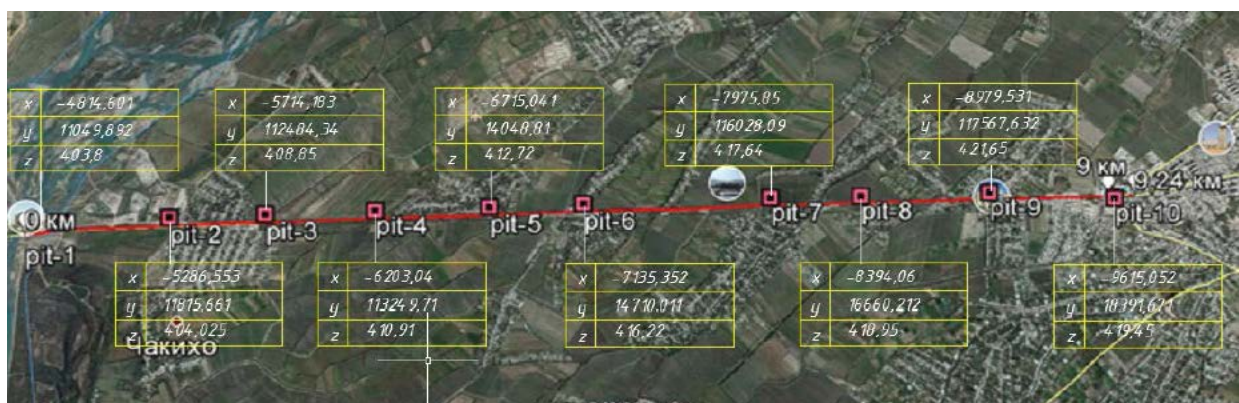 x -4814.601
y 11049,892
z 403,8
x -5714,183
y 112484,34
z 408,85
x -6715,041
y 14048,81
z 412,72
x -7975,85
y 116028,09
z 417,64
x -8979,531
y 117567,632
z 421,65
0 км
9 км
9.24 км
pit-1
pit-2
pit-3
pit-4
pit-5
pit-6
pit-7
pit-8
pit-9
pit-10
x -5286,553
y 11815,661
z 404,025
x -6203,04
y 113249,71
z 410,91
x -7135,352
y 14710,011
z 416,22
x -8394,06
y 16660,212
z 418,95
x -9615,052
y 18391,671
z 419,45
Чакихо